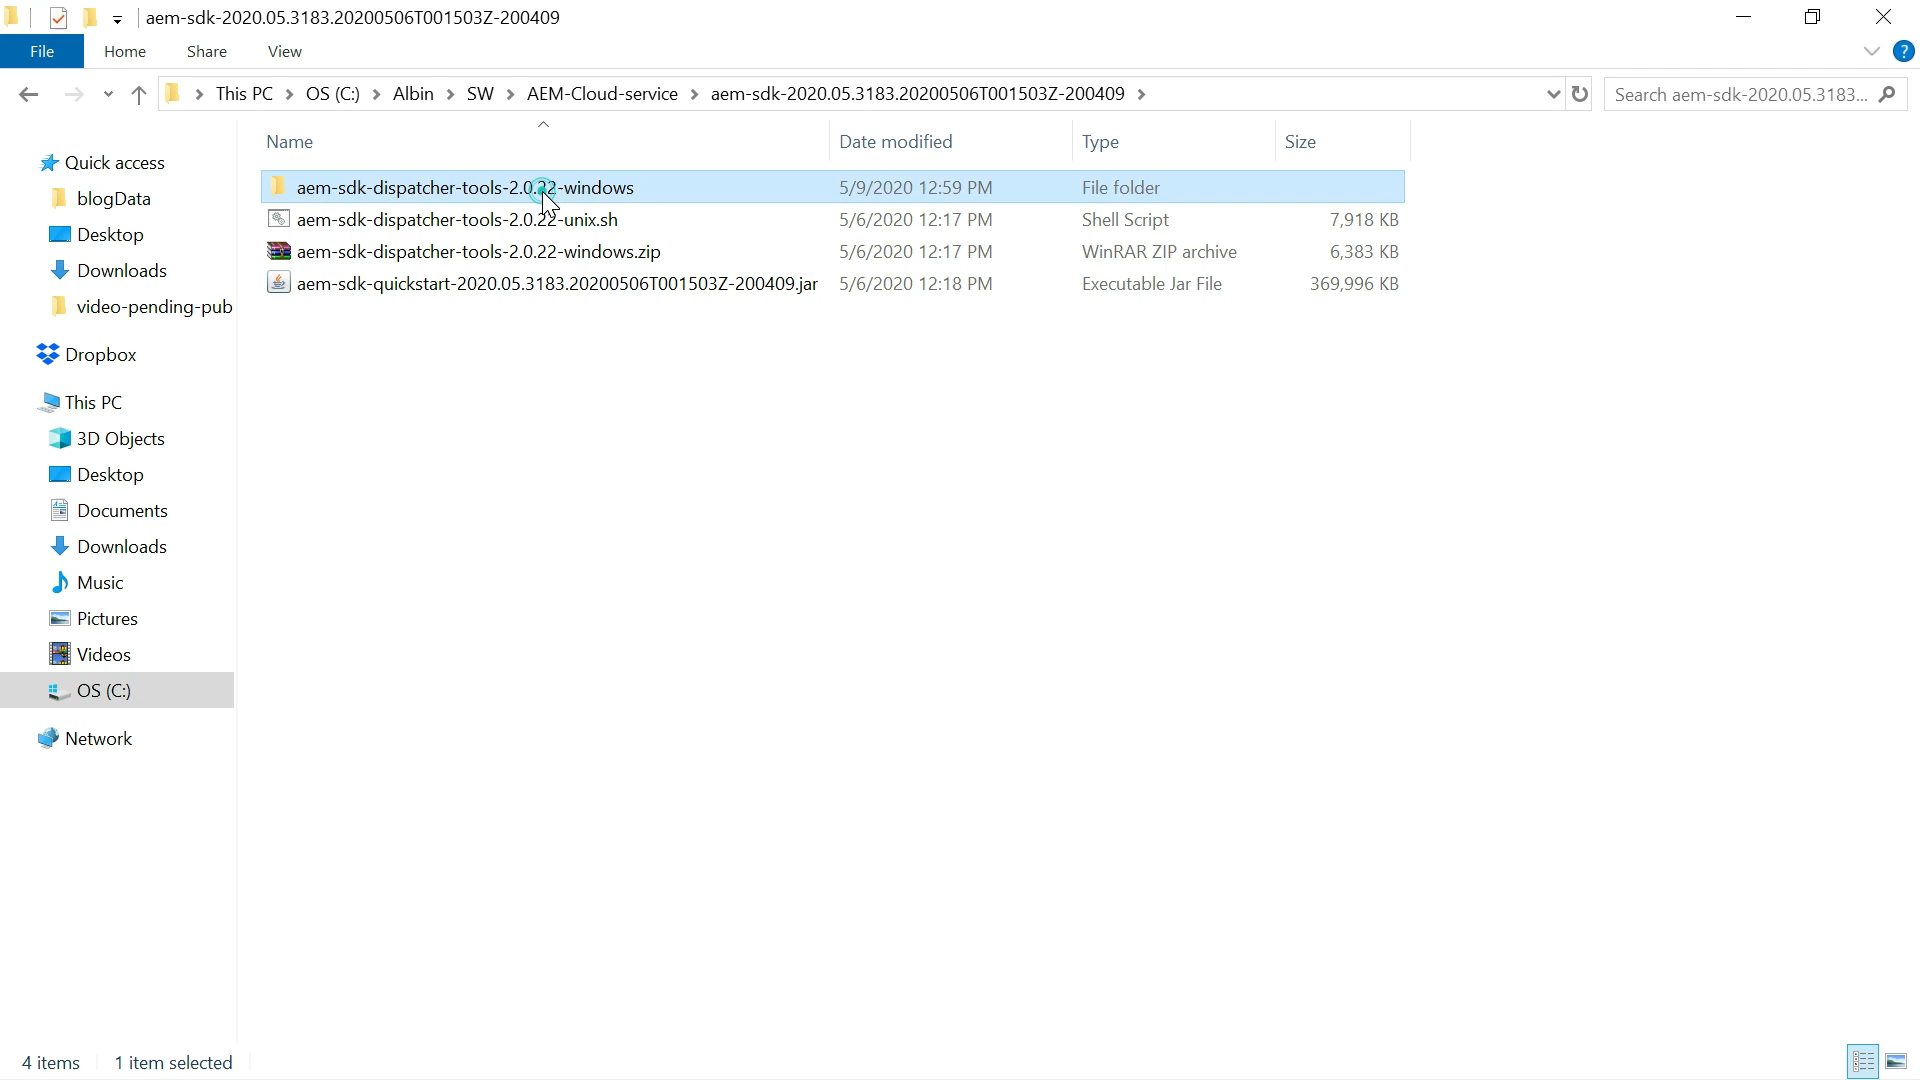 aem-sdk-2020.05.3183.20200506T001503Z-200409
File Home Share View ?
This PC OS (C:) Albin SW AEM-Cloud-service aem-sdk-2020.05.3183.20200506T001503Z-200409 Search aem-sdk-2020.05.3183...
Name Date modified Type Size
Quick access
blogData
Desktop
Downloads
video-pending-pub
Dropbox
This PC
3D Objects
Desktop
Documents
Downloads
Music
Pictures
Videos
OS (C:)
Network
aem-sdk-dispatcher-tools-2.0.22-windows 5/9/2020 12:59 PM File folder
aem-sdk-dispatcher-tools-2.0.22-unix.sh 5/6/2020 12:17 PM Shell Script 7,918 KB
aem-sdk-dispatcher-tools-2.0.22-windows.zip 5/6/2020 12:17 PM WinRAR ZIP archive 6,383 KB
aem-sdk-quickstart-2020.05.3183.20200506T001503Z-200409.jar 5/6/2020 12:18 PM Executable Jar File 369,996 KB
4 items 1 item selected